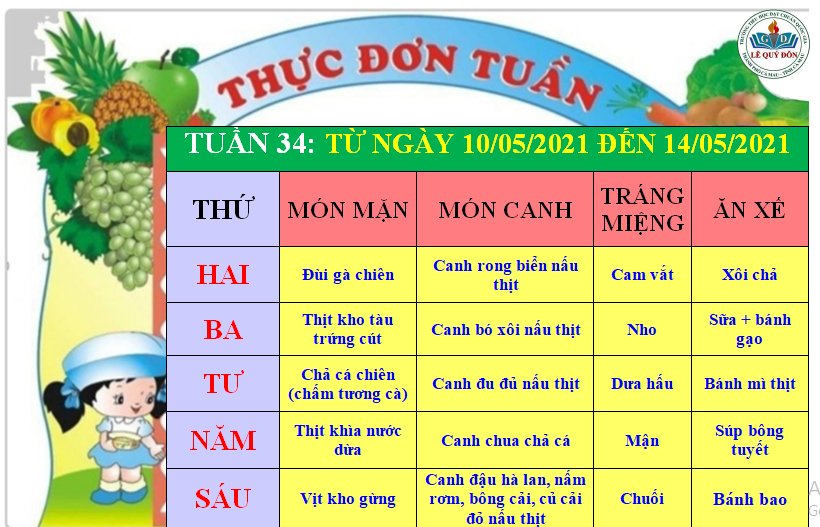 THỰC ĐƠN TUẦN
LÊ QUÝ ĐÔN
TUẦN 34: TỪ NGÀY 10/05/2021 ĐẾN 14/05/2021
THỨ MÓN MẶN MÓN CANH TRÁNG MIỆNG ĂN XẾ
HAI Đùi gà chiên Canh rong biển nấu thịt Cam vắt Xôi chả
BA Thịt kho tàu trứng cút Canh bó xôi nấu thịt Nho Sữa + bánh gạo
TƯ Chả cá chiên (chấm tương cà) Canh đu đủ nấu thịt Dưa hấu Bánh mì thịt
NĂM Thịt khìa nước dừa Canh chua chả cá Mận Súp bông tuyết
SÁU Vịt kho gừng Canh đậu hà lan, nấm rơm, bông cải, củ cải đỏ nấu thịt Chuối Bánh bao